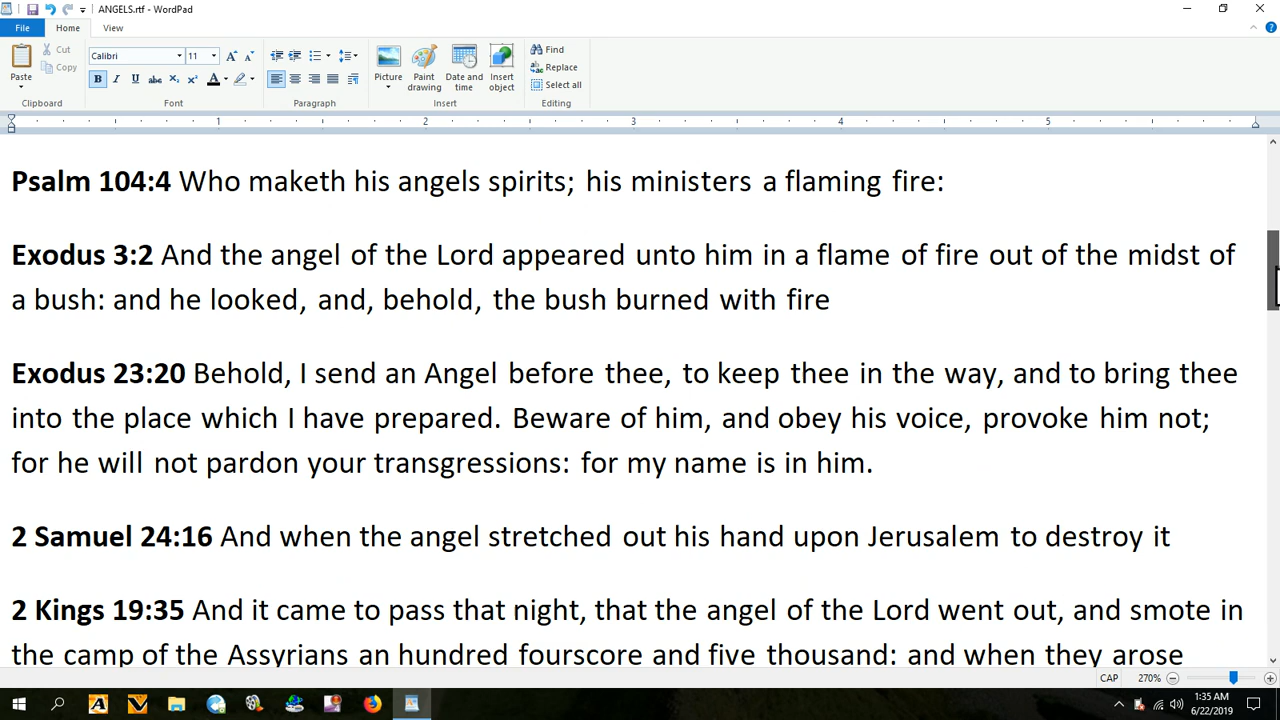 ANGELS.rtf - WordPad
File Home View
Paste Cut Copy
Calibri 11
Picture Paint drawing Date and time Insert object
Find
Replace
Select all
Clipboard Font Paragraph Insert Editing
1 2 3 4 5
Psalm 104:4 Who maketh his angels spirits; his ministers a flaming fire:
Exodus 3:2 And the angel of the Lord appeared unto him in a flame of fire out of the midst of
a bush: and he looked, and, behold, the bush burned with fire
Exodus 23:20 Behold, I send an Angel before thee, to keep thee in the way, and to bring thee
into the place which I have prepared. Beware of him, and obey his voice, provoke him not;
for he will not pardon your transgressions: for my name is in him.
2 Samuel 24:16 And when the angel stretched out his hand upon Jerusalem to destroy it
2 Kings 19:35 And it came to pass that night, that the angel of the Lord went out, and smote in
the camp of the Assyrians an hundred fourscore and five thousand: and when they arose
CAP 270%
1:35 AM
6/22/2019